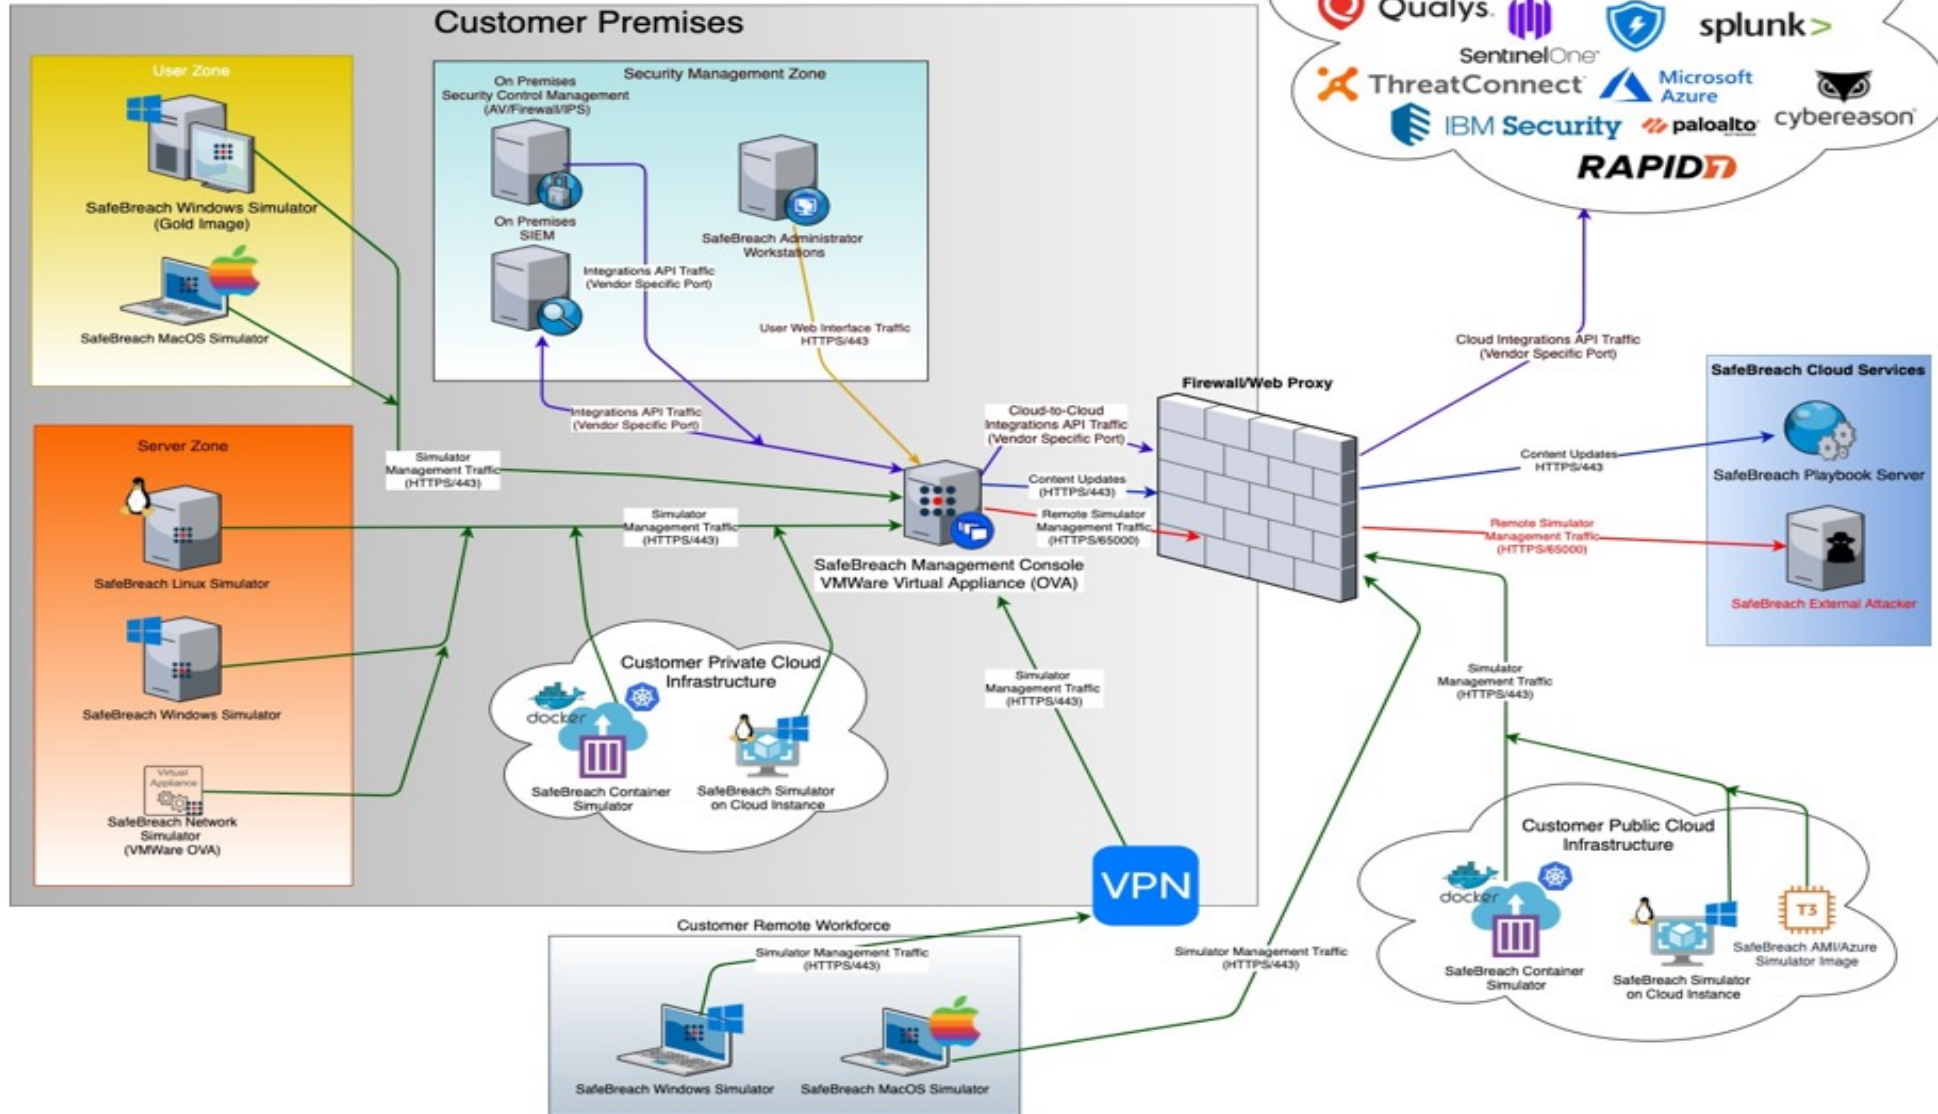 Customer Premises
Qualys.
SentinelOne
splunk>
ThreatConnect
Microsoft
Azure
cybereason
IBM Security
paloalto
NETWORKS
RAPID7
User Zone
SafeBreach Windows Simulator
(Gold Image)
SafeBreach MacOS Simulator
Security Management Zone
On Premises
Security Control Management
(AV/Firewall/IPS)
On Premises
SIEM
SafeBreach Administrator
Workstations
Integrations API Traffic
(Vendor Specific Port)
User Web Interface Traffic
HTTPS/443
Integrations API Traffic
(Vendor Specific Port)
Cloud Integrations API Traffic
(Vendor Specific Port)
Firewall/Web Proxy
SafeBreach Cloud Services
Cloud-to-Cloud
Integrations API Traffic
(Vendor Specific Port)
Content Updates
HTTPS/443
SafeBreach Playbook Server
Server Zone
Simulator
Management Traffic
(HTTPS/443)
Content Updates
(HTTPS/443)
Simulator
Management Traffic
(HTTPS/443)
Remote Simulator
Management Traffic
(HTTPS/65000)
Remote Simulator
Management Traffic
(HTTPS/65000)
SafeBreach Management Console
VMWare Virtual Appliance (OVA)
SafeBreach External Attacker
SafeBreach Linux Simulator
SafeBreach Windows Simulator
Virtual
Appliance
SafeBreach Network
Simulator
(VMWare OVA)
Customer Private Cloud
Infrastructure
docker
SafeBreach Container
Simulator
SafeBreach Simulator
on Cloud Instance
Simulator
Management Traffic
(HTTPS/443)
Simulator
Management Traffic
(HTTPS/443)
VPN
Customer Public Cloud
Infrastructure
docker
T3
SafeBreach Container
Simulator
SafeBreach Simulator
on Cloud Instance
SafeBreach AMI/Azure
Simulator Image
Customer Remote Workforce
Simulator Management Traffic
(HTTPS/443)
Simulator Management Traffic
(HTTPS/443)
SafeBreach Windows Simulator
SafeBreach MacOS Simulator